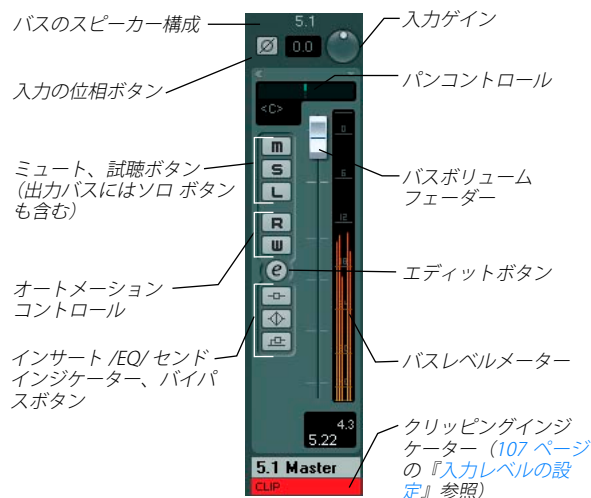 バスのスピーカー構成
5.1
入力ゲイン
0.0
入力の位相ボタン
パンコントロール
<C>
ミュート、試聴ボタン
（出力バスにはソロ ボタン
も含む）
m
S
L
0
6
12
18
バスボリューム
フェーダー
R
W
e
エディットボタン
オートメーション
コントロール
インサート /EQ/ センド
インジケーター、バイパ
スボタン
バスレベルメーター
4.3
5.22
クリッピングインジ
ケーター（107 ページ
の『入力レベルの設
定』参照）
5.1 Master
CLIP